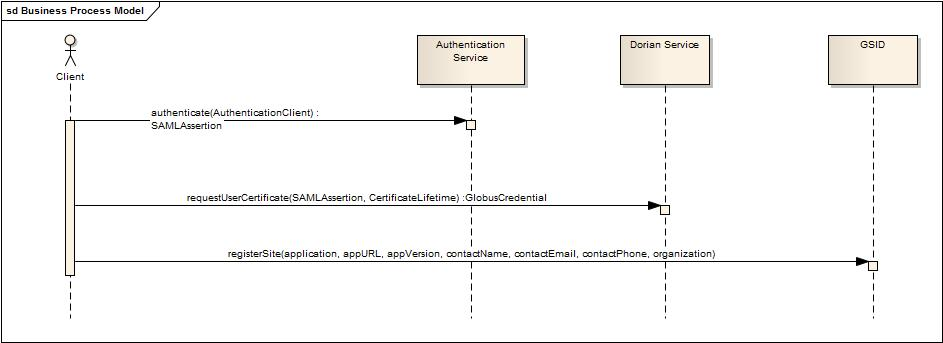 sd Business Process Model
Client
Authentication
Service
Dorian Service
GSID
authenticate(AuthenticationClient) :
SAMLAssertion
requestUserCertificate(SAMLAssertion, CertificateLifetime) :GlobusCredential
registerSite(application, appURL, appVersion, contactName, contactEmail, contactPhone, organization)